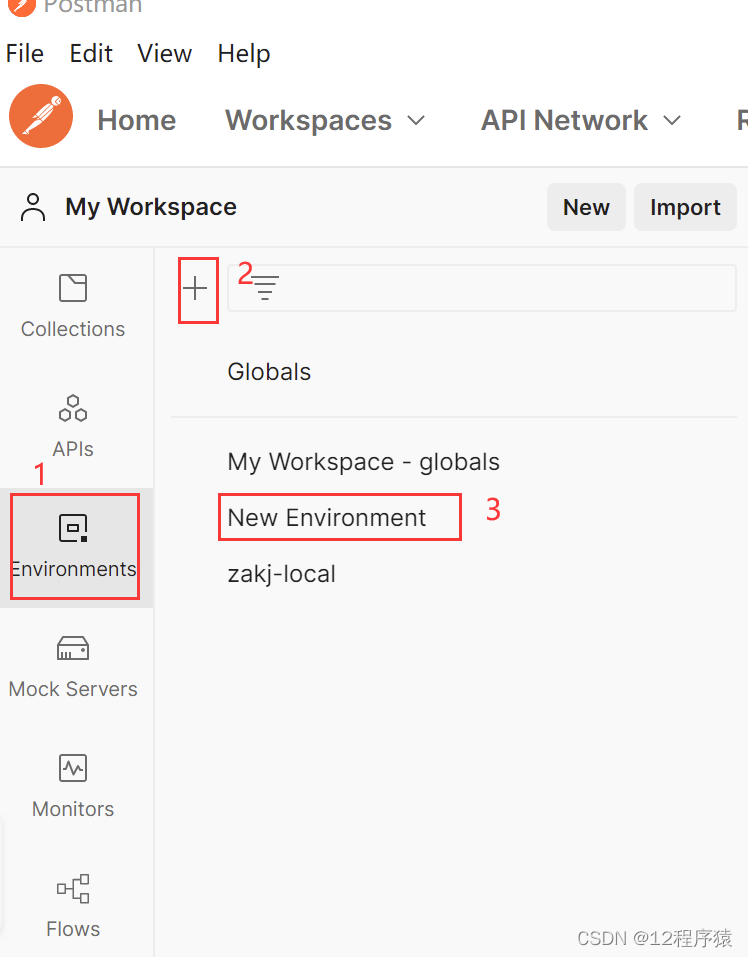 Postman
File Edit View Help
Home Workspaces API Network R
My Workspace New Import
2
Collections
Globals
APIs
1
My Workspace - globals
New Environment 3
Environments
zakj-local
Mock Servers
Monitors
Flows
CSDN @12程序猿